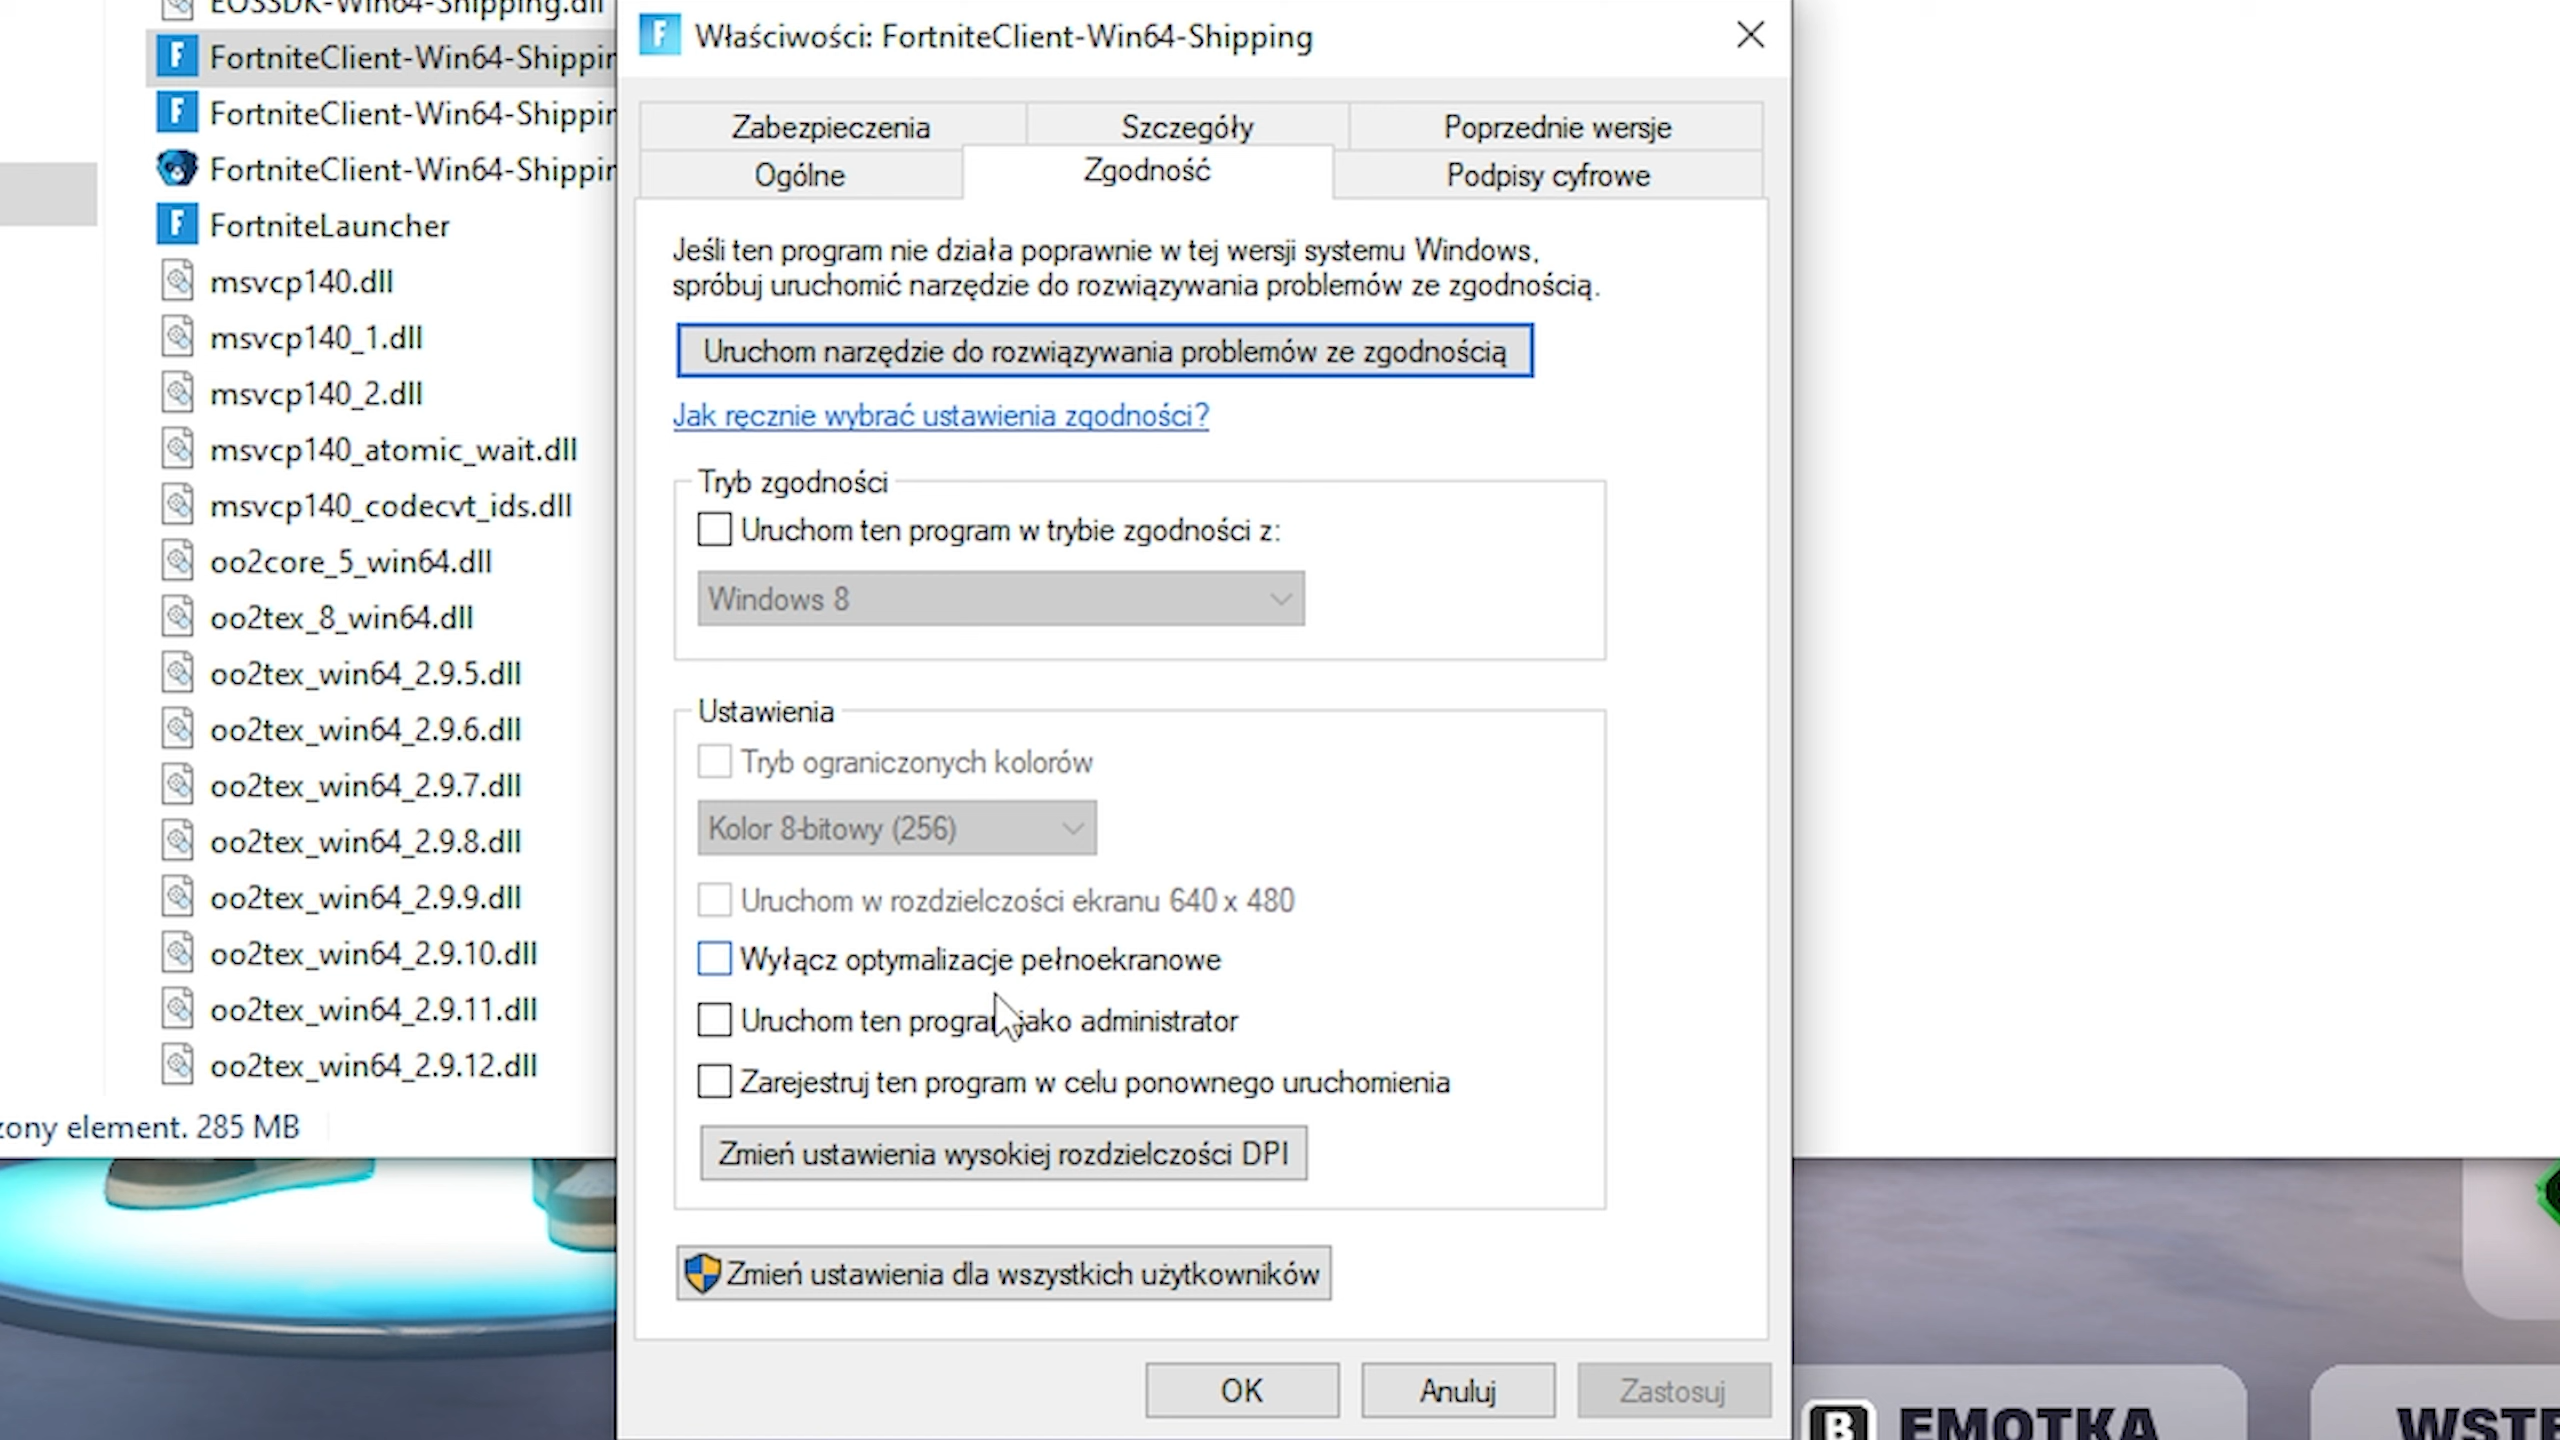 EOSSDK-Win64-Shipping.dll
FortniteClient-Win64-Shippin
FortniteClient-Win64-Shippin
FortniteClient-Win64-Shippin
FortniteLauncher
msvcp140.dll
msvcp140_1.dll
msvcp140_2.dll
msvcp140_atomic_wait.dll
msvcp140_codecvt_ids.dll
oo2core_5_win64.dll
oo2tex_8_win64.dll
oo2tex_win64_2.9.5.dll
oo2tex_win64_2.9.6.dll
oo2tex_win64_2.9.7.dll
oo2tex_win64_2.9.8.dll
oo2tex_win64_2.9.9.dll
oo2tex_win64_2.9.10.dll
oo2tex_win64_2.9.11.dll
oo2tex_win64_2.9.12.dll
zony element. 285 MB
Właściwości: FortniteClient-Win64-Shipping
Zabezpieczenia Szczegóły Poprzednie wersje
Ogólne Zgodność Podpisy cyfrowe
Jeśli ten program nie działa poprawnie w tej wersji systemu Windows,
spróbuj uruchomić narzędzie do rozwiązywania problemów ze zgodnością.
Uruchom narzędzie do rozwiązywania problemów ze zgodnością
Jak ręcznie wybrać ustawienia zgodności?
Tryb zgodności
Uruchom ten program w trybie zgodności z:
Windows 8
Ustawienia
Tryb ograniczonych kolorów
Kolor 8-bitowy (256)
Uruchom w rozdzielczości ekranu 640 x 480
Wyłącz optymalizacje pełnoekranowe
Uruchom ten program jako administrator
Zarejestruj ten program w celu ponownego uruchomienia
Zmień ustawienia wysokiej rozdzielczości DPI
Zmień ustawienia dla wszystkich użytkowników
OK Anuluj Zastosuj
B EMOTKA
WSTE